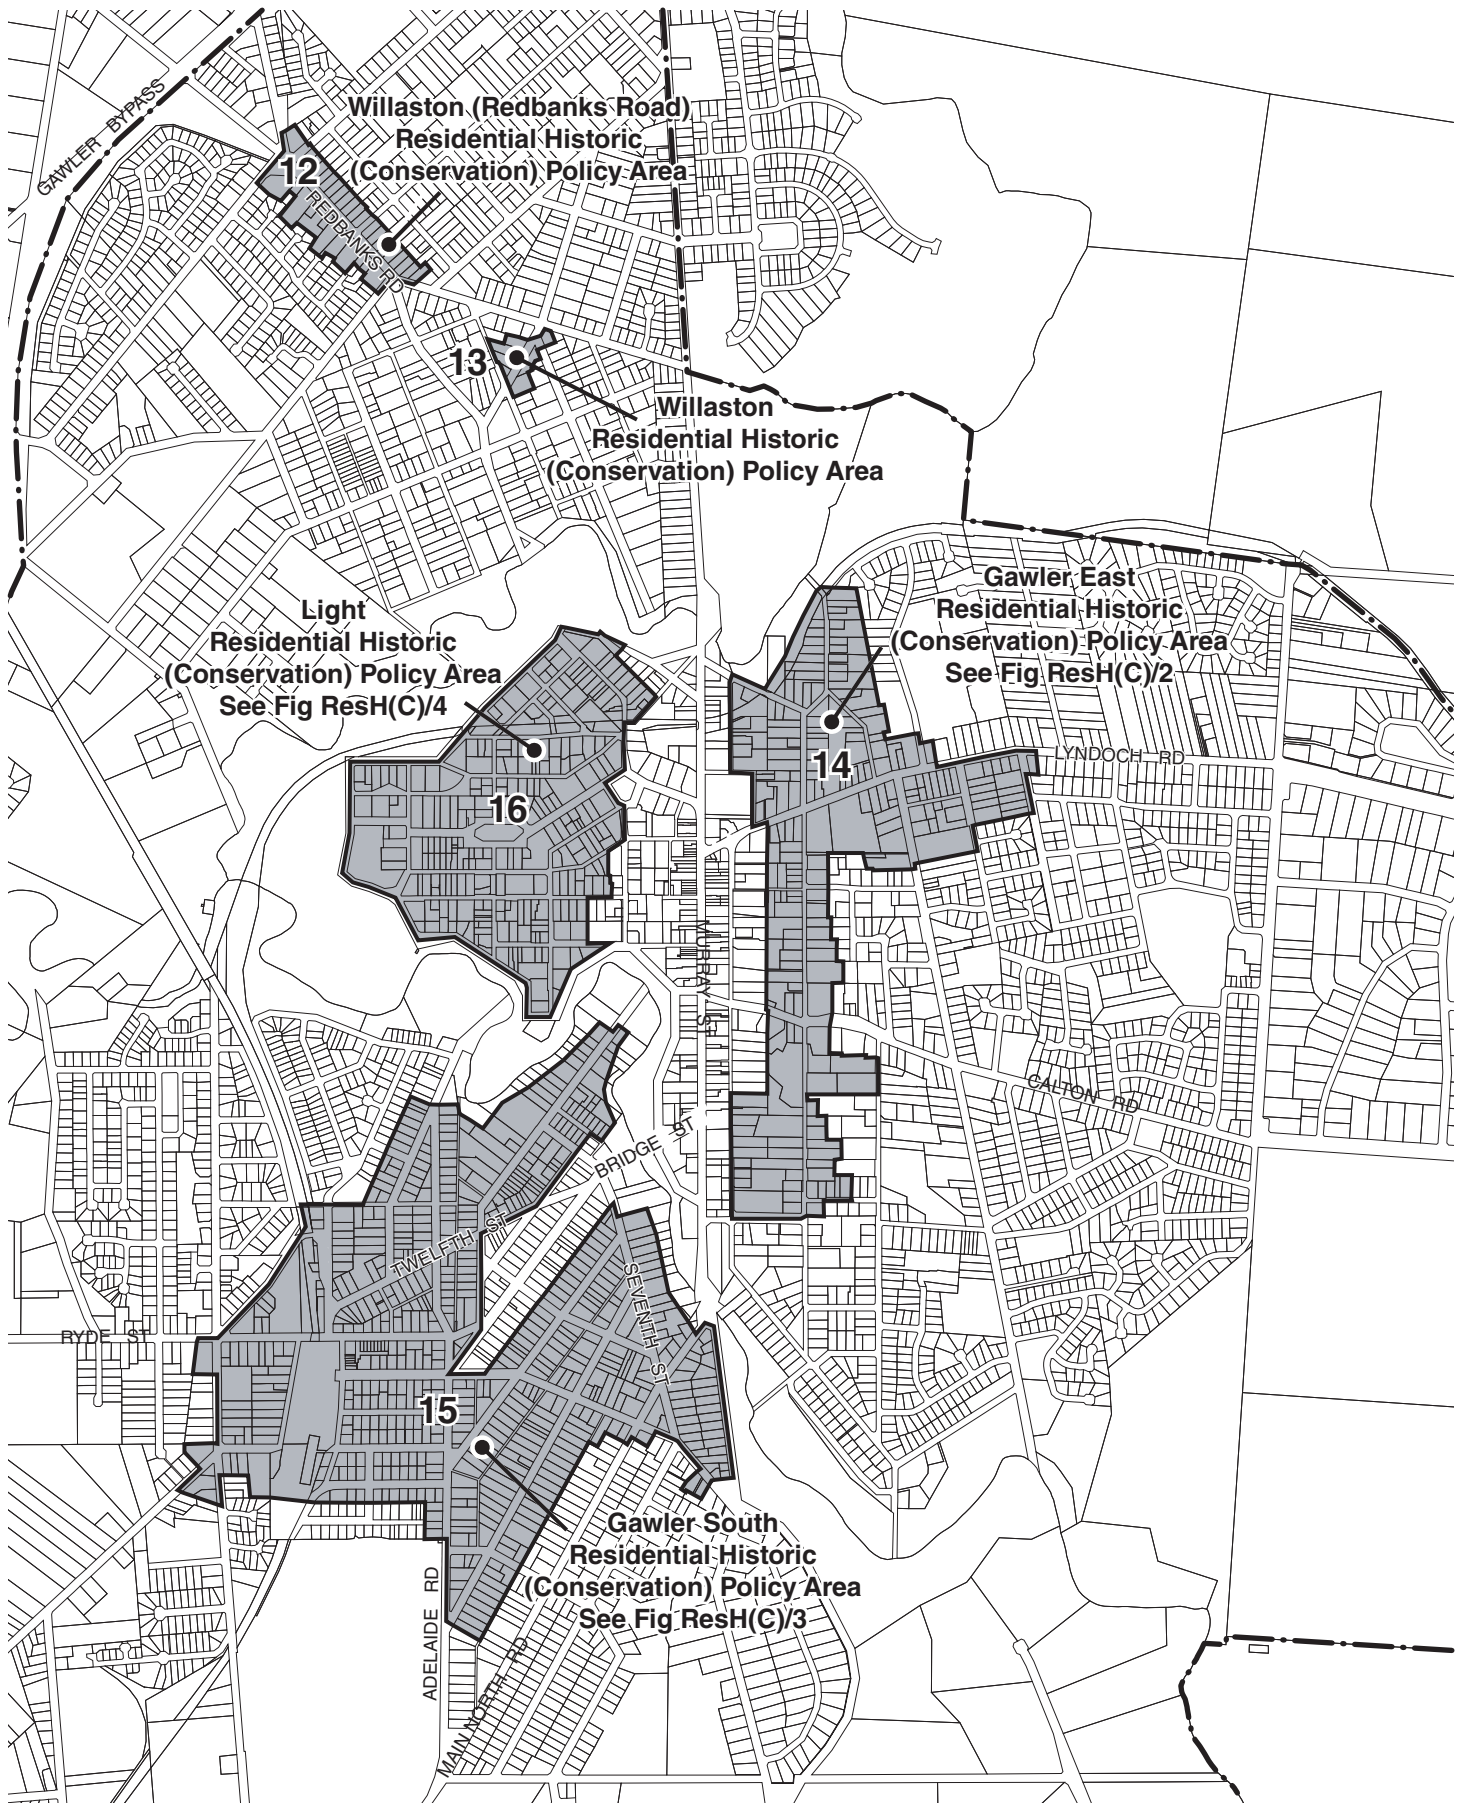 GAWLER BYPASS
Willaston (Redbanks Road)
Residential Historic
(Conservation) Policy Area
12
REDBANKS RD
13
Willaston
Residential Historic
(Conservation) Policy Area
Light
Residential Historic
(Conservation) Policy Area
See Fig ResH(C)/4
Gawler East
Residential Historic
(Conservation) Policy Area
See Fig ResH(C)/2
LYNDOCH RD
14
16
MURRAY ST
CALTON RD
BRIDGE ST
TWELFTH ST
SEVENTH ST
RYDE ST
15
Gawler South
Residential Historic
(Conservation) Policy Area
See Fig ResH(C)/3
ADELAIDE RD
MAIN NORTH RD